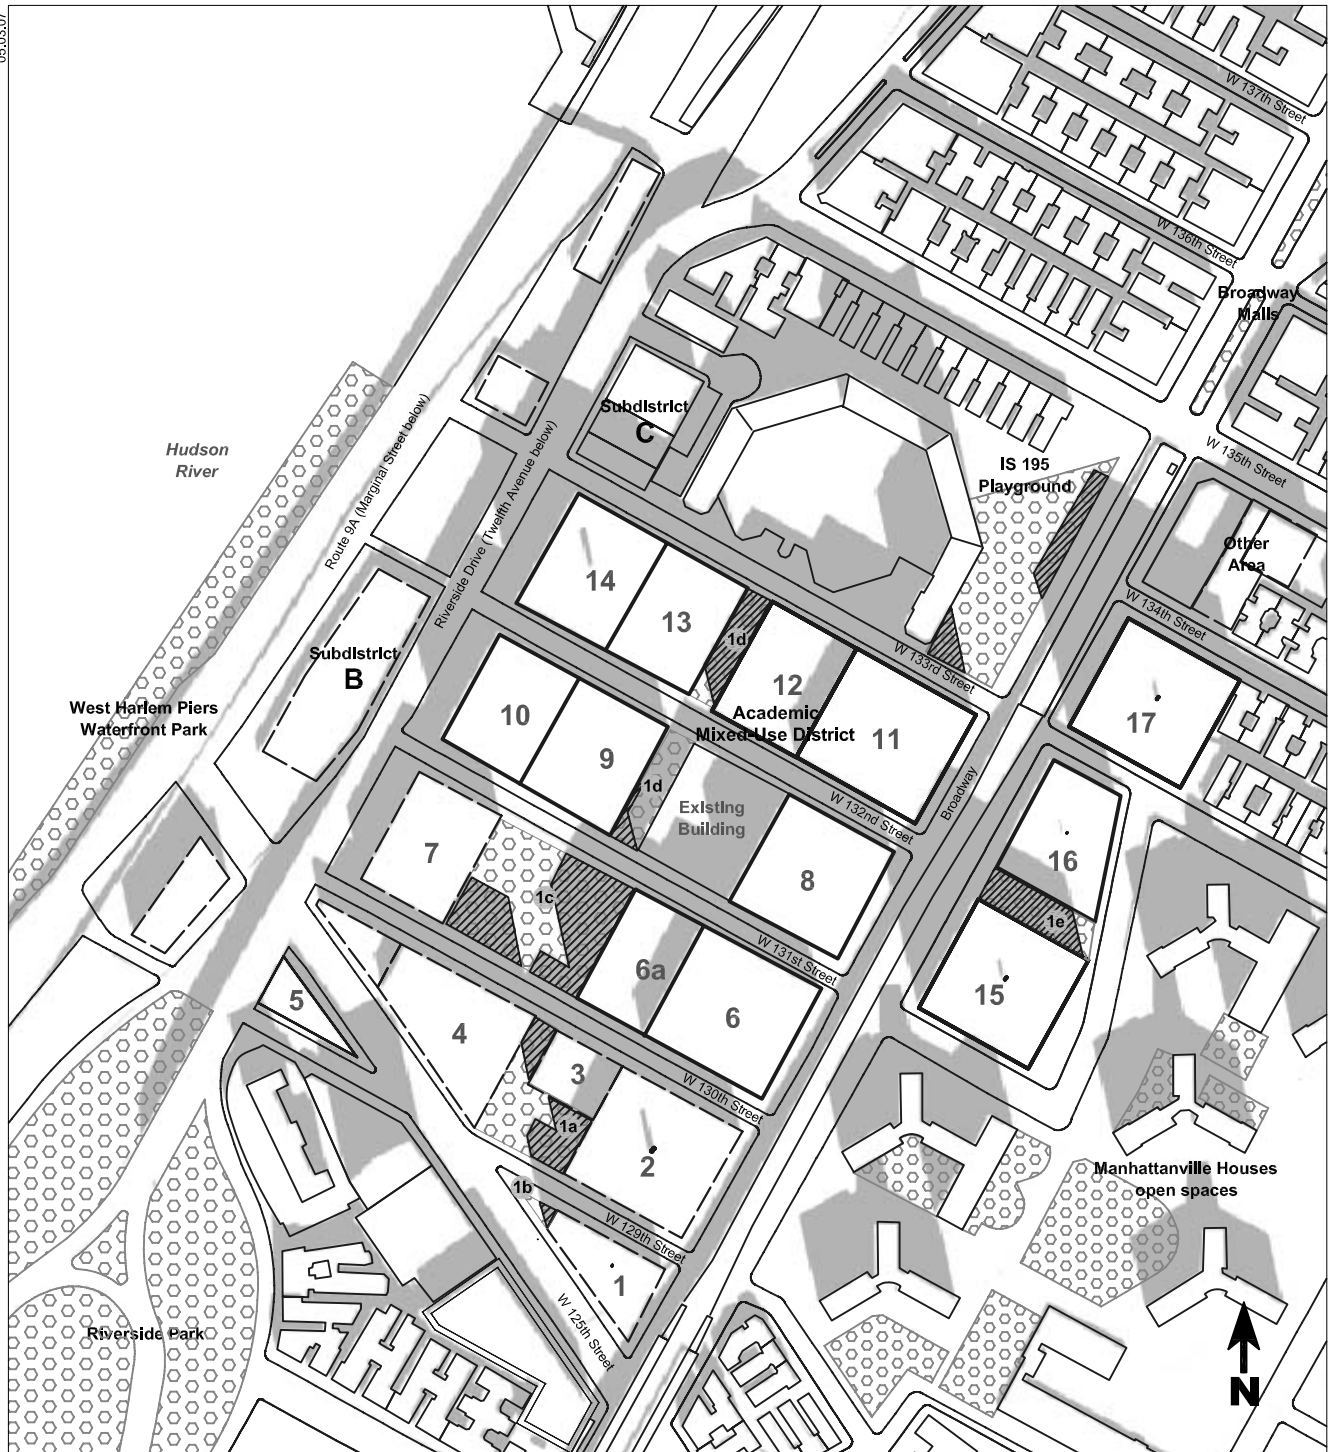 05.03.07
W 137th Street
W 136th Street
Broadway
Malls
Subdistrict
C
Hudson
River
Route 9A (Marginal Street below)
Riverside Drive (Twelfth Avenue below)
IS 195
Playground
W 135th Street
Other
Area
14
13
1d
W 134th Street
W 133rd Street
Subdistrict
B
12
Academic
Mixed-Use District
11
17
West Harlem Piers
Waterfront Park
10
9
1d
Existing
Building
W 132nd Street
Broadway
7
8
16
1c
1e
W 131st Street
5
4
6a
6
15
3
W 130th Street
1a
2
Manhattanville Houses
open spaces
1b
W 129th Street
1
W 125th Street
Riverside Park
N